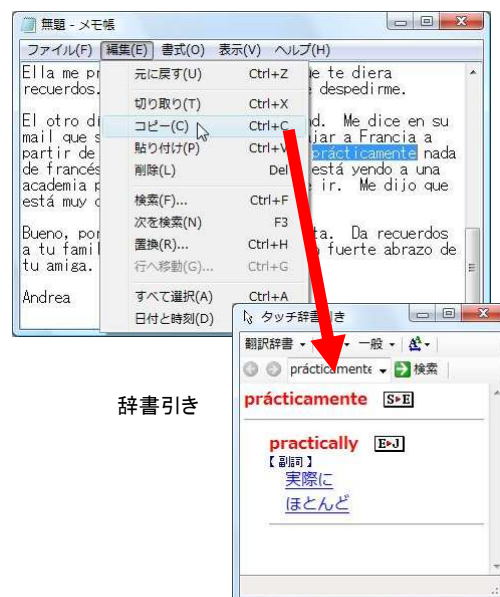 無題 - メモ帳
ファイル(F) 編集(E) 書式(O) 表示(V) ヘルプ(H)
Ella me te diera
recuerdos. despedirme.
El otro Me dice en su
mail que a Francia a
partir de prácticamente nada
de francés está yendo a una
academia ir. Me dijo que
está muy
Bueno, Da recuerdos
a tu fuerte abrazo de
tu amiga.
Andrea
元に戻す(U) Ctrl+Z
切り取り(T) Ctrl+X
コピー(C) Ctrl+C
貼り付け(P) Ctrl+V
削除(L) Del
検索(F)... Ctrl+F
次を検索(N) F3
置換(R)... Ctrl+H
行へ移動(G)... Ctrl+G
すべて選択(A) Ctrl+A
日付と時刻(D)
辞書引き
タッチ辞書引き
翻訳辞書 一般
prácticamente 検索
prácticamente S▶E
practically E▶J
【副詞】
実際に
ほとんど